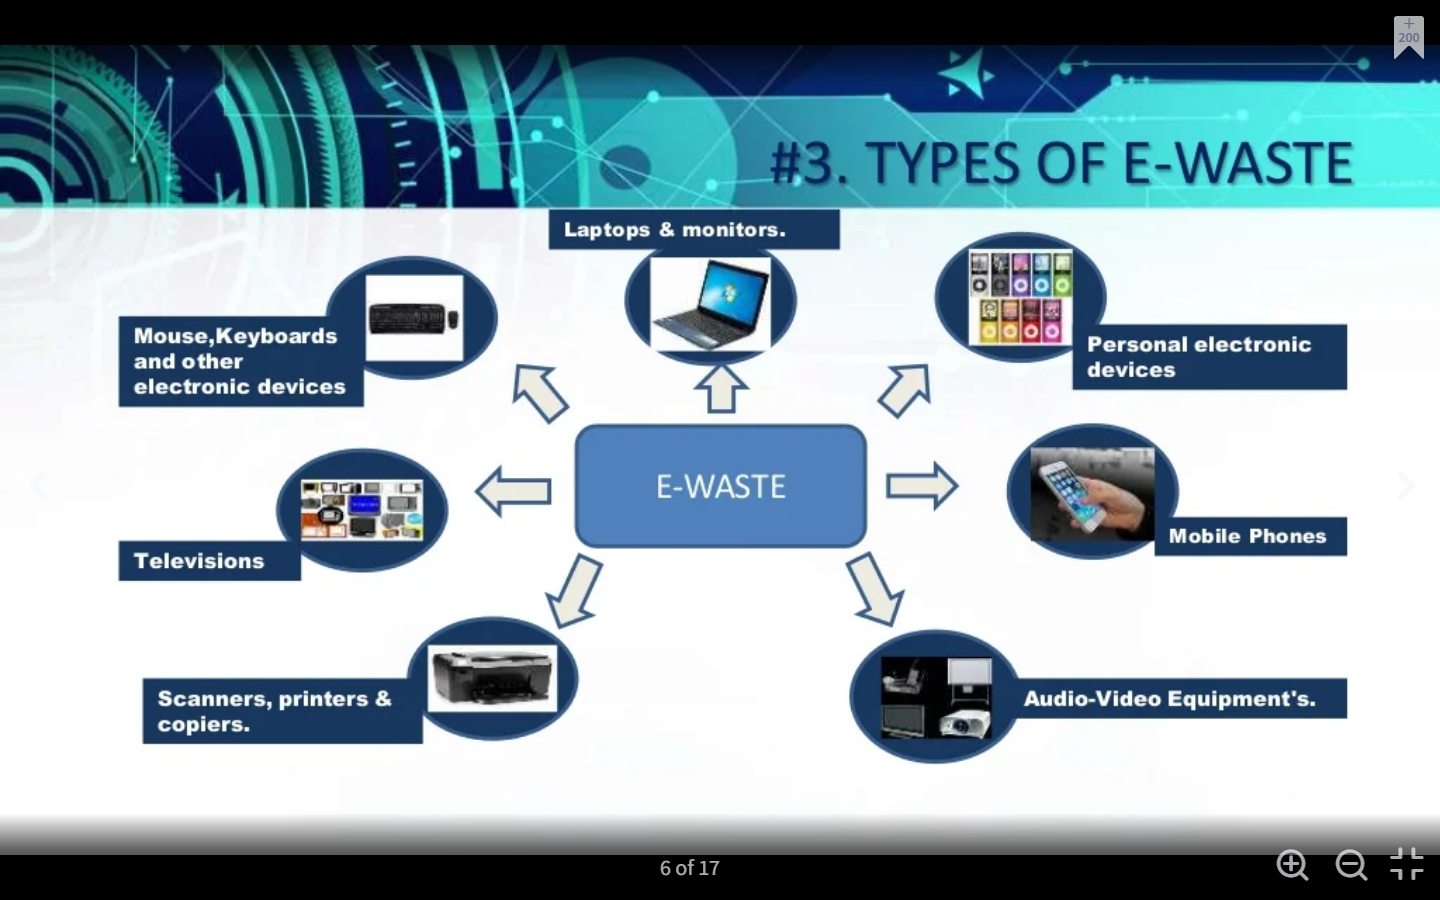 +
200
#3. TYPES OF E-WASTE
Laptops & monitors.
Mouse,Keyboards
and other
electronic devices
Personal electronic
devices
E-WASTE
Televisions
Mobile Phones
Scanners, printers &
copiers.
Audio-Video Equipment's.
6 of 17